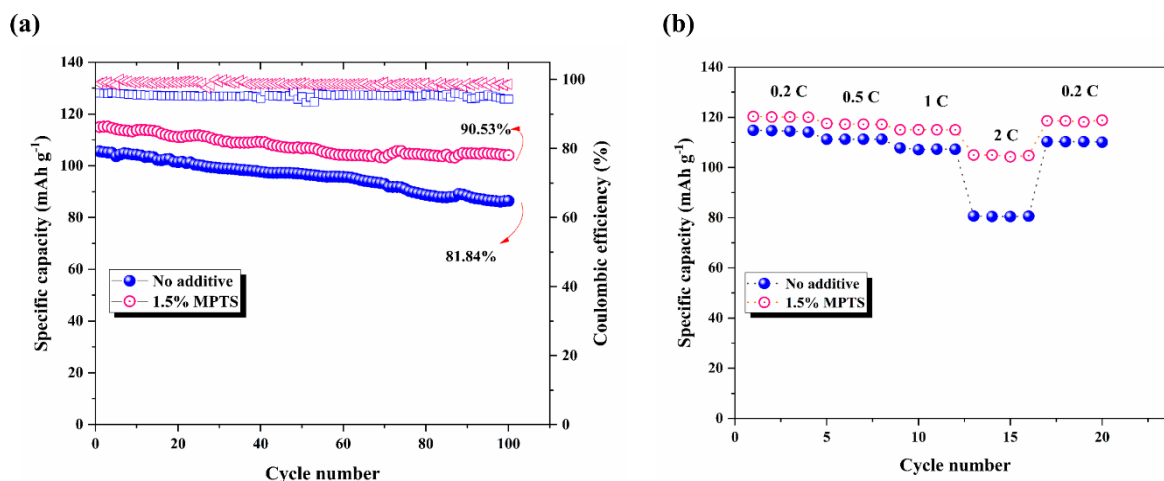 (a)
140
120
100
80
60
40
20
0
Specific capacity (mAh g-1)
90.53%
81.84%
No additive
1.5% MPTS
100
80
60
40
20
0
Coulombic efficiency (%)
0 20 40 60 80 100
Cycle number
(b)
140
120
100
80
60
40
20
0
Specific capacity (mAh g-1)
0.2 C
0.5 C
1 C
2 C
0.2 C
No additive
1.5% MPTS
0 5 10 15 20
Cycle number